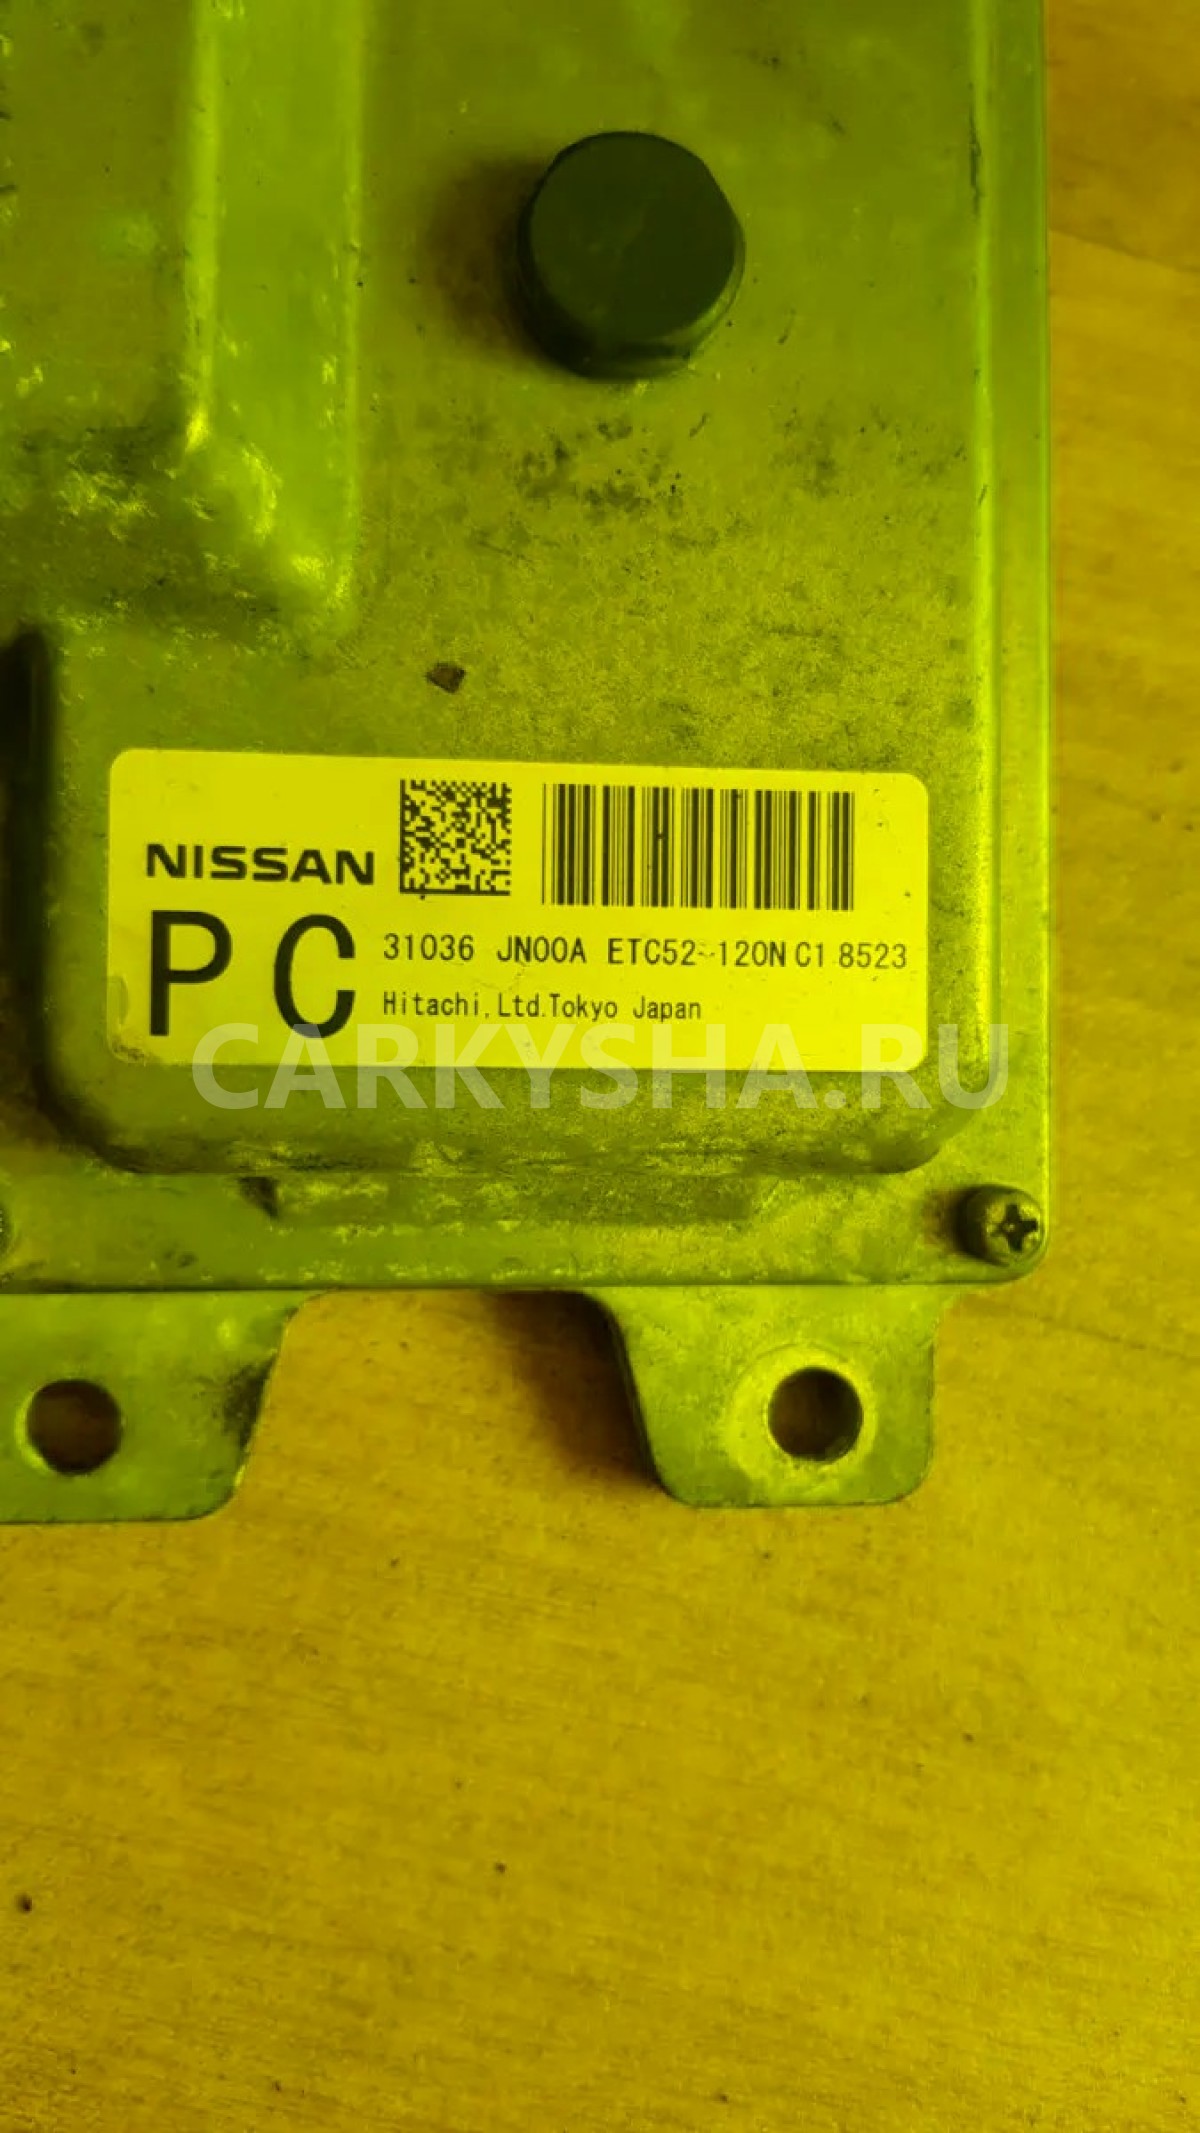 NISSAN
PC
31036 JN00A ETC52-120N C1 8523
Hitachi,Ltd.Tokyo Japan
CARKYSHA.RU